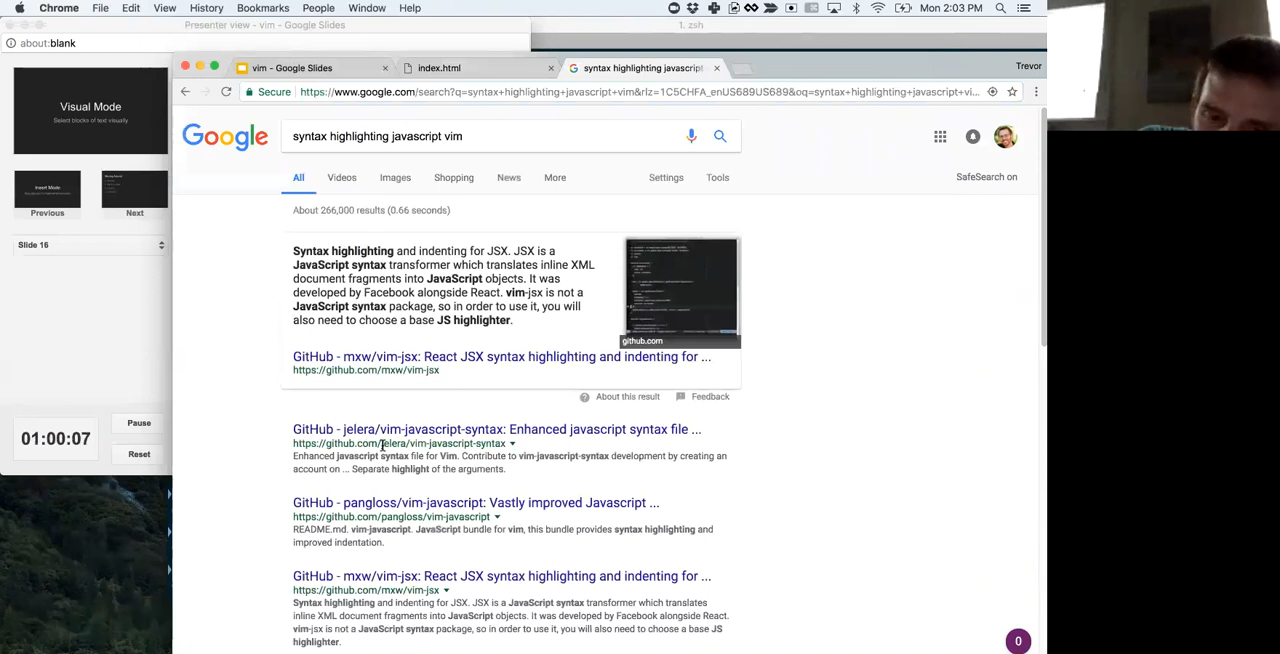 Chrome File Edit View History Bookmarks People Window Help Mon 2:03 PM
Presenter view - vim - Google Slides
1. zsh
about:blank
vim - Google Slides
index.html
syntax highlighting javascript
Trevor
Secure https://www.google.com/search?q=syntax+highlighting+javascript+vim&rlz=1C5CHFA_enUS689US689&oq=syntax+highlighting+javascript+vi...
Visual Mode
Select blocks of text visually
Insert Mode
Previous
Next
Slide 16
01:00:07
Pause
Reset
Google
syntax highlighting javascript vim
All Videos Images Shopping News More Settings Tools
SafeSearch on
About 266,000 results (0.66 seconds)
Syntax highlighting and indenting for JSX. JSX is a
JavaScript syntax transformer which translates inline XML
document fragments into JavaScript objects. It was
developed by Facebook alongside React. vim-jsx is not a
JavaScript syntax package, so in order to use it, you will
also need to choose a base JS highlighter.
github.com
GitHub - mxw/vim-jsx: React JSX syntax highlighting and indenting for ...
https://github.com/mxw/vim-jsx
About this result Feedback
GitHub - jelera/vim-javascript-syntax: Enhanced javascript syntax file ...
https://github.com/jelera/vim-javascript-syntax
Enhanced javascript syntax file for Vim. Contribute to vim-javascript-syntax development by creating an
account on ... Separate highlight of the arguments.
GitHub - pangloss/vim-javascript: Vastly improved Javascript ...
https://github.com/pangloss/vim-javascript
README.md. vim-javascript. JavaScript bundle for vim, this bundle provides syntax highlighting and
improved indentation.
GitHub - mxw/vim-jsx: React JSX syntax highlighting and indenting for ...
https://github.com/mxw/vim-jsx
Syntax highlighting and indenting for JSX. JSX is a JavaScript syntax transformer which translates
inline XML document fragments into JavaScript objects. It was developed by Facebook alongside React.
vim-jsx is not a JavaScript syntax package, so in order to use it, you will also need to choose a base JS
highlighter.
0